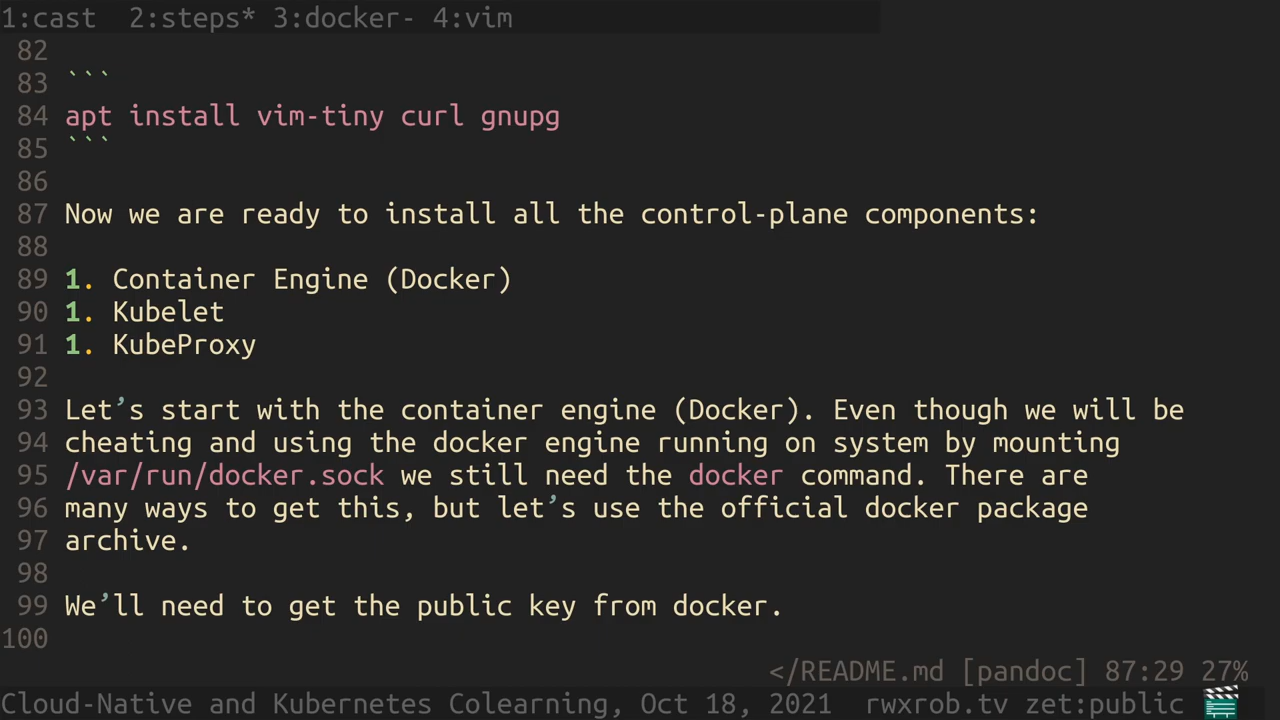 1:cast 2:steps* 3:docker- 4:vim
82
83 ```
84 apt install vim-tiny curl gnupg
85 ```
86
87 Now we are ready to install all the control-plane components:
88
89 1. Container Engine (Docker)
90 1. Kubelet
91 1. KubeProxy
92
93 Let’s start with the container engine (Docker). Even though we will be
94 cheating and using the docker engine running on system by mounting
95 /var/run/docker.sock we still need the docker command. There are
96 many ways to get this, but let’s use the official docker package
97 archive.
98
99 We’ll need to get the public key from docker.
100
</README.md [pandoc] 87:29 27%
Cloud-Native and Kubernetes Colearning, Oct 18, 2021 rwxrob.tv zet:public 🎬